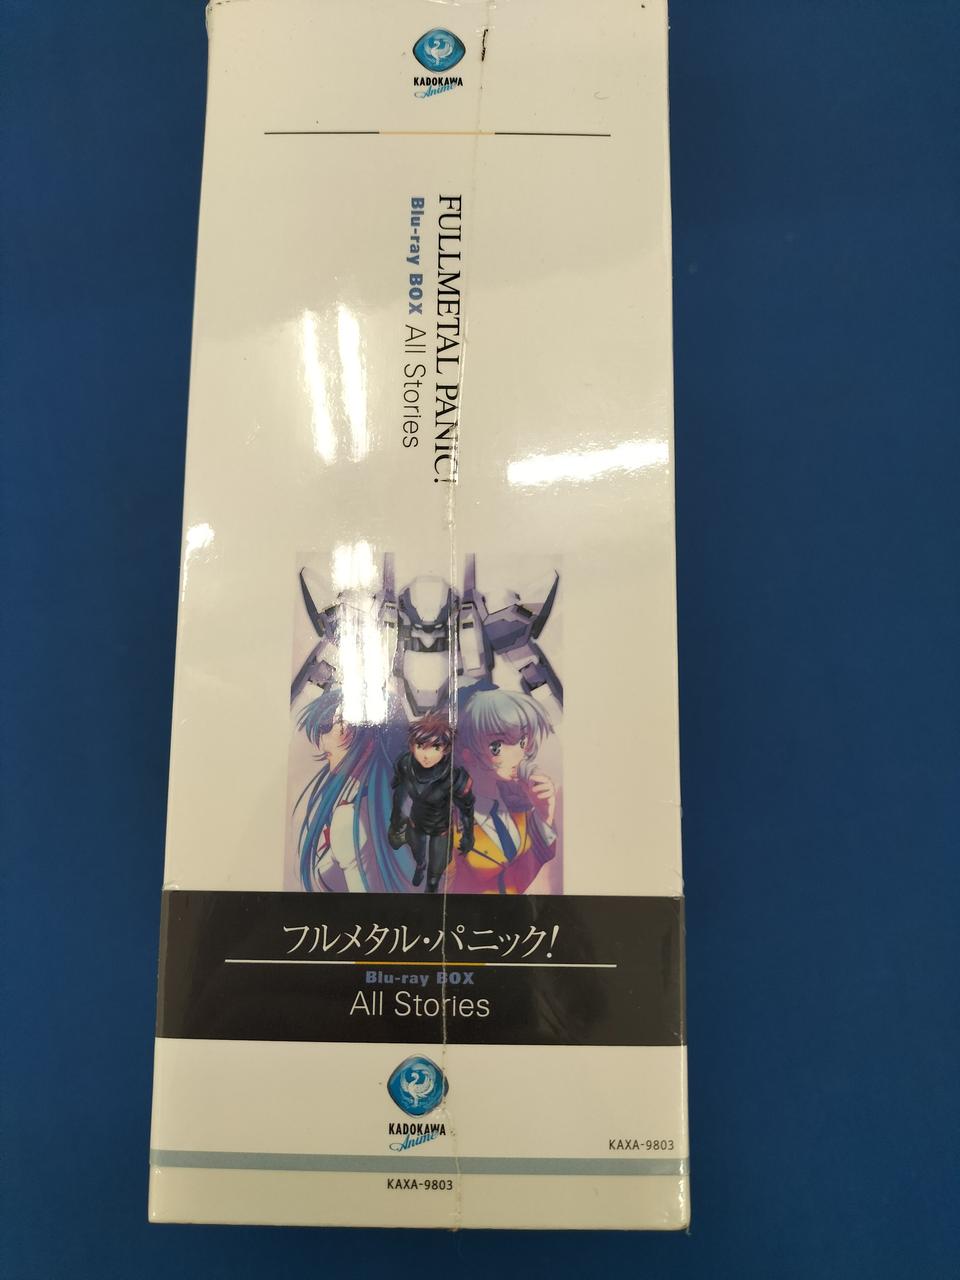 KADOKAWA
Anime
FULLMETAL PANIC!
Blu-ray BOX All Stories
フルメタル・パニック!
Blu-ray BOX
All Stories
KADOKAWA
Anime
KAXA-9803
KAXA-9803